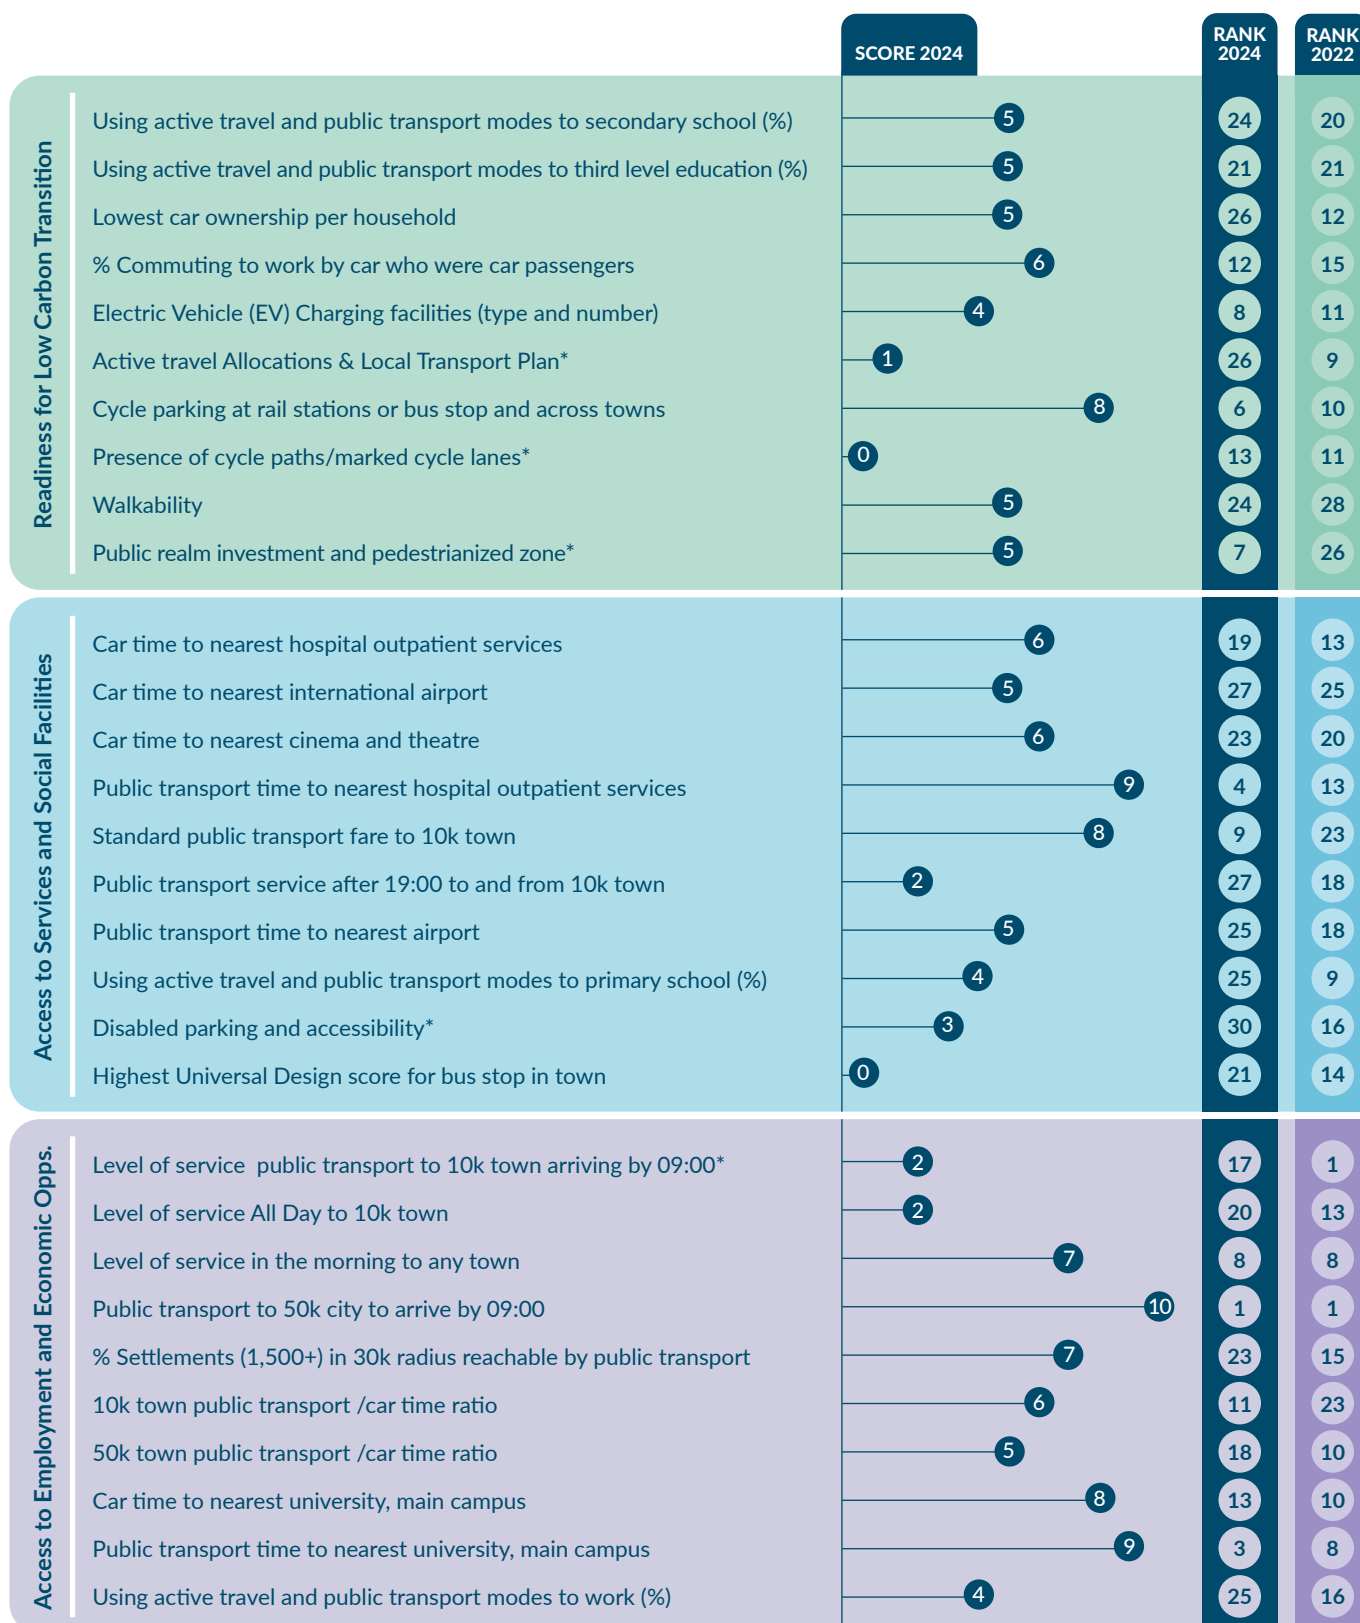 SCORE 2024
RANK 2024
RANK 2022
Readiness for Low Carbon Transition
Using active travel and public transport modes to secondary school (%) 5 24 20
Using active travel and public transport modes to third level education (%) 5 21 21
Lowest car ownership per household 5 26 12
% Commuting to work by car who were car passengers 6 12 15
Electric Vehicle (EV) Charging facilities (type and number) 4 8 11
Active travel Allocations & Local Transport Plan* 1 26 9
Cycle parking at rail stations or bus stop and across towns 8 6 10
Presence of cycle paths/marked cycle lanes* 0 13 11
Walkability 5 24 28
Public realm investment and pedestrianized zone* 5 7 26
Access to Services and Social Facilities
Car time to nearest hospital outpatient services 6 19 13
Car time to nearest international airport 5 27 25
Car time to nearest cinema and theatre 6 23 20
Public transport time to nearest hospital outpatient services 9 4 13
Standard public transport fare to 10k town 8 9 23
Public transport service after 19:00 to and from 10k town 2 27 18
Public transport time to nearest airport 5 25 18
Using active travel and public transport modes to primary school (%) 4 25 9
Disabled parking and accessibility* 3 30 16
Highest Universal Design score for bus stop in town 0 21 14
Access to Employment and Economic Opps.
Level of service public transport to 10k town arriving by 09:00* 2 17 1
Level of service All Day to 10k town 2 20 13
Level of service in the morning to any town 7 8 8
Public transport to 50k city to arrive by 09:00 10 1 1
% Settlements (1,500+) in 30k radius reachable by public transport 7 23 15
10k town public transport /car time ratio 6 11 23
50k town public transport /car time ratio 5 18 10
Car time to nearest university, main campus 8 13 10
Public transport time to nearest university, main campus 9 3 8
Using active travel and public transport modes to work (%) 4 25 16